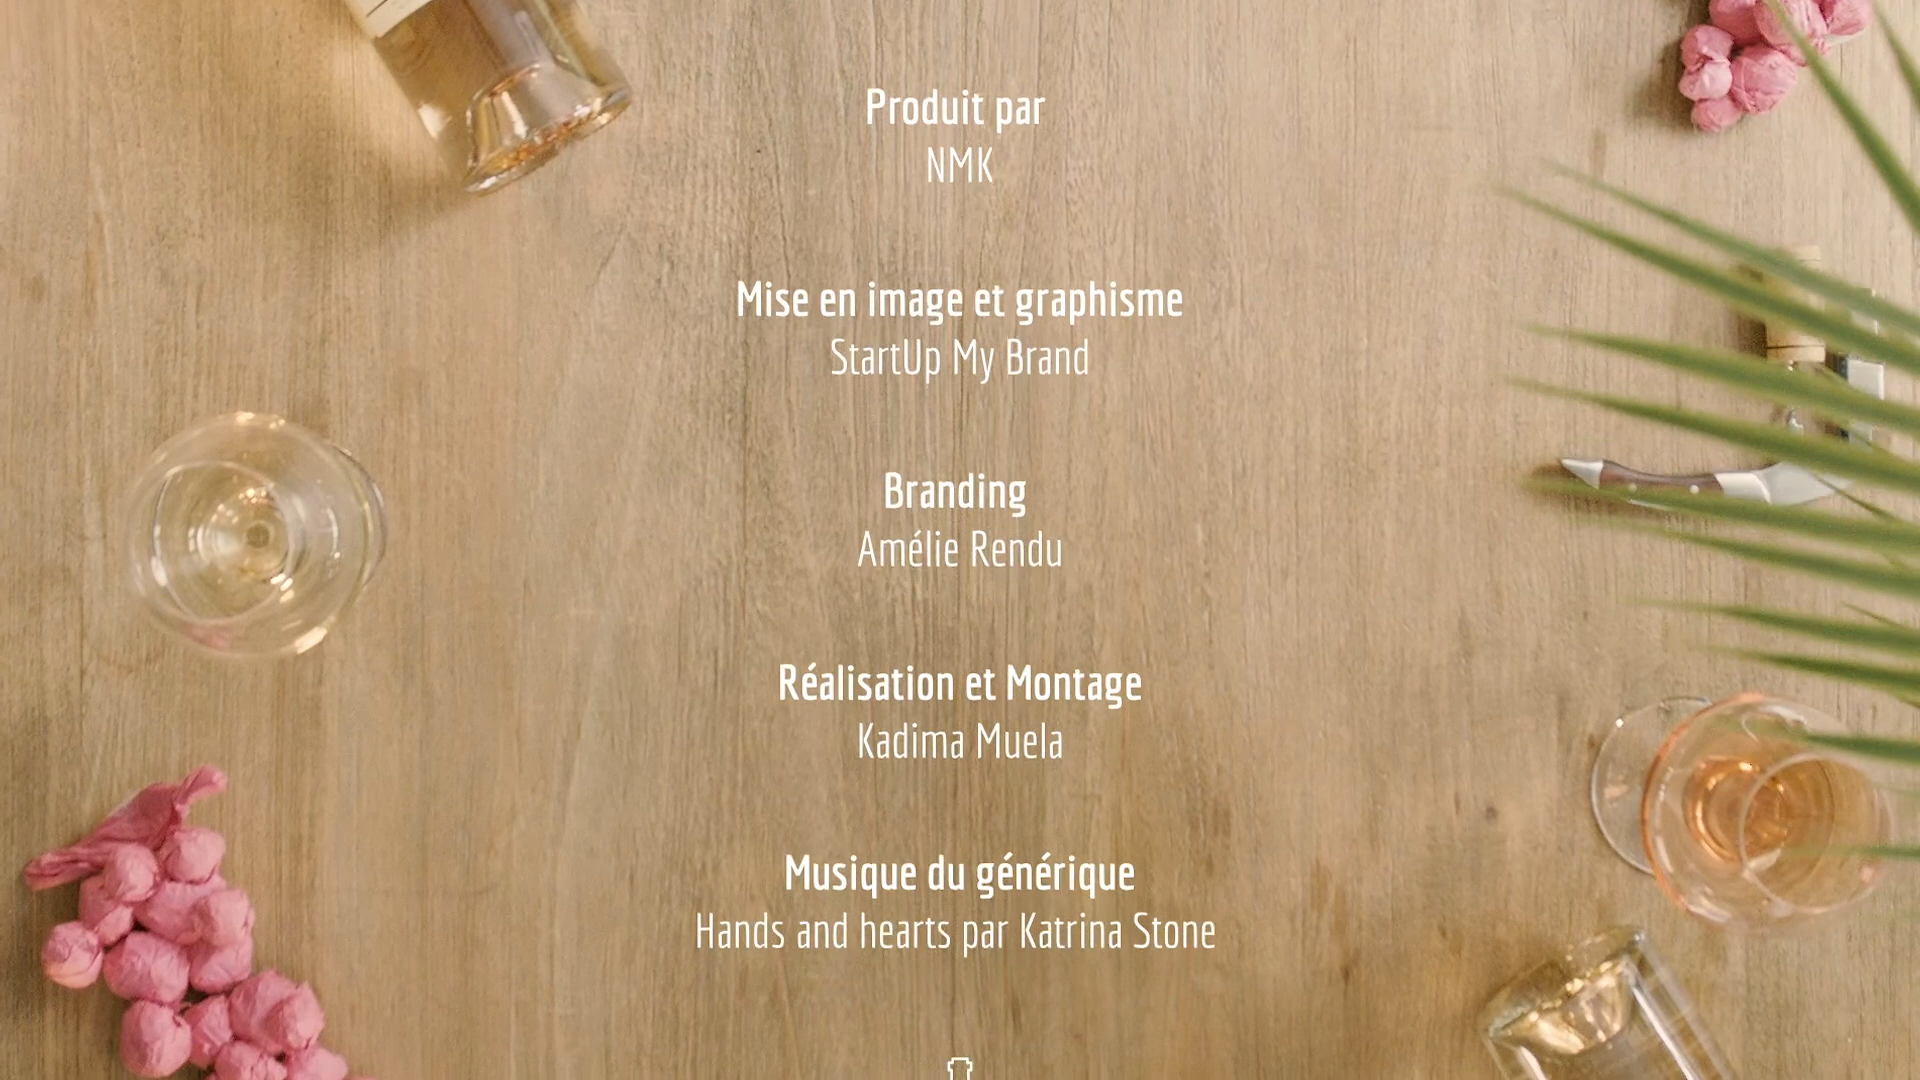 Produit par
NMK
Mise en image et graphisme
StartUp My Brand
Branding
Amélie Rendu
Réalisation et Montage
Kadima Muela
Musique du générique
Hands and hearts par Katrina Stone